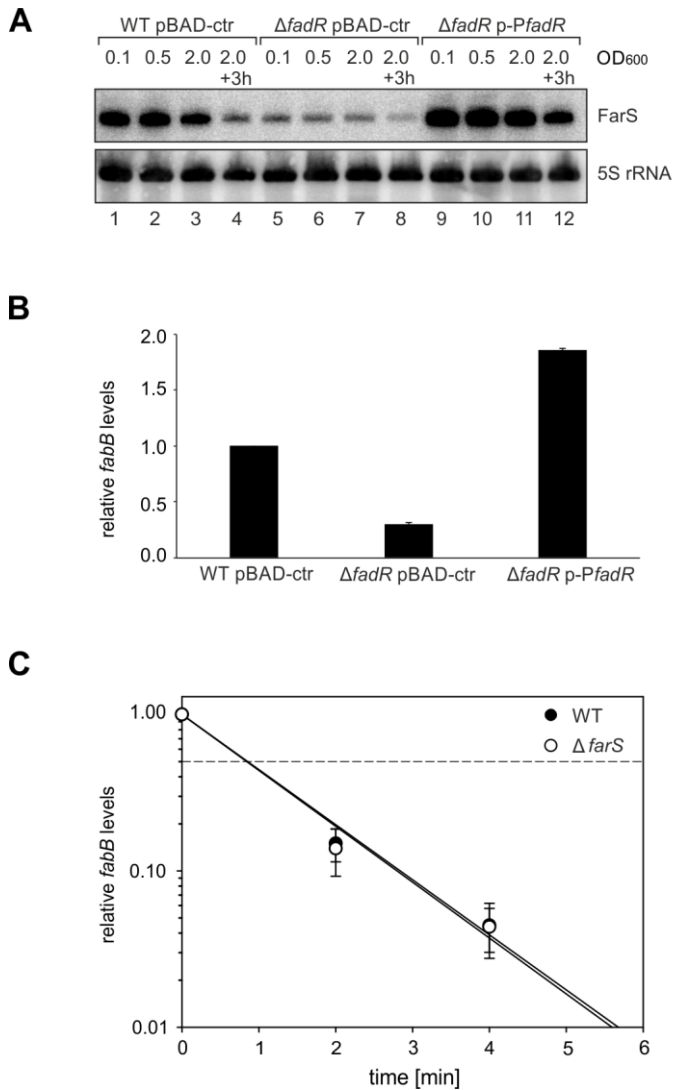 A
WT pBAD-ctr ΔfadR pBAD-ctr ΔfadR p-PfadR
0.1 0.5 2.0 2.0 0.1 0.5 2.0 2.0 0.1 0.5 2.0 2.0 OD600
+3h +3h +3h
FarS
5S rRNA
1 2 3 4 5 6 7 8 9 10 11 12
B
relative fabB levels
2.0
1.5
1.0
0.5
0.0
WT pBAD-ctr ΔfadR pBAD-ctr ΔfadR p-PfadR
C
relative fabB levels
1.00
0.10
0.01
WT
ΔfarS
0 1 2 3 4 5 6
time [min]